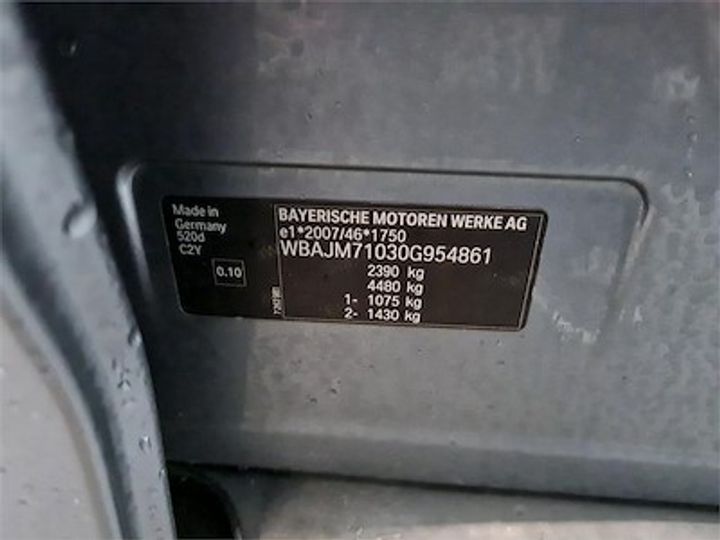 Made in
Germany
520d
C2Y
0.10
BAYERISCHE MOTOREN WERKE AG
e1*2007/46*1750
WBAJM71030G954861
2390 kg
4480 kg
1- 1075 kg
2- 1430 kg